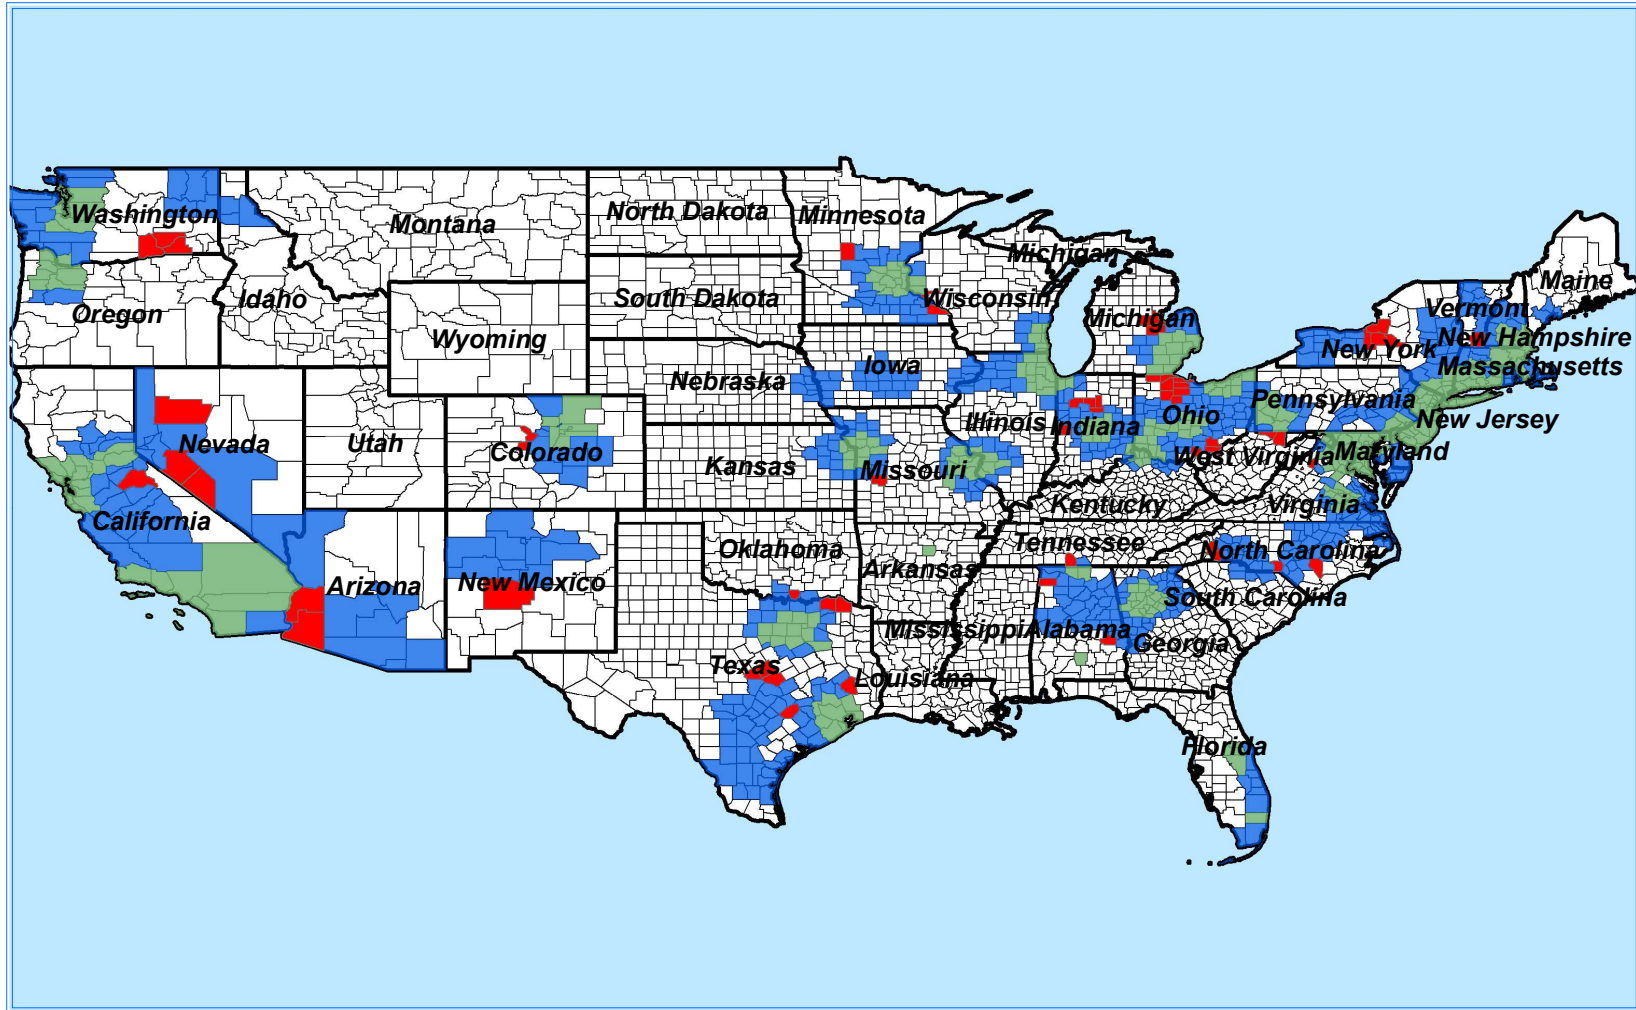 Washington
Montana
North Dakota
Minnesota
Michigan
Maine
Oregon
Idaho
South Dakota
Wisconsin
Michigan
Vermont
Wyoming
New York
New Hampshire
Iowa
Massachusetts
Nebraska
Pennsylvania
New Jersey
Nevada
Utah
Colorado
Illinois
Indiana
Ohio
Kansas
Missouri
West Virginia
Maryland
California
Kentucky
Virginia
Oklahoma
Tennessee
North Carolina
Arizona
New Mexico
Arkansas
South Carolina
Mississippi
Alabama
Georgia
Texas
Louisiana
Florida